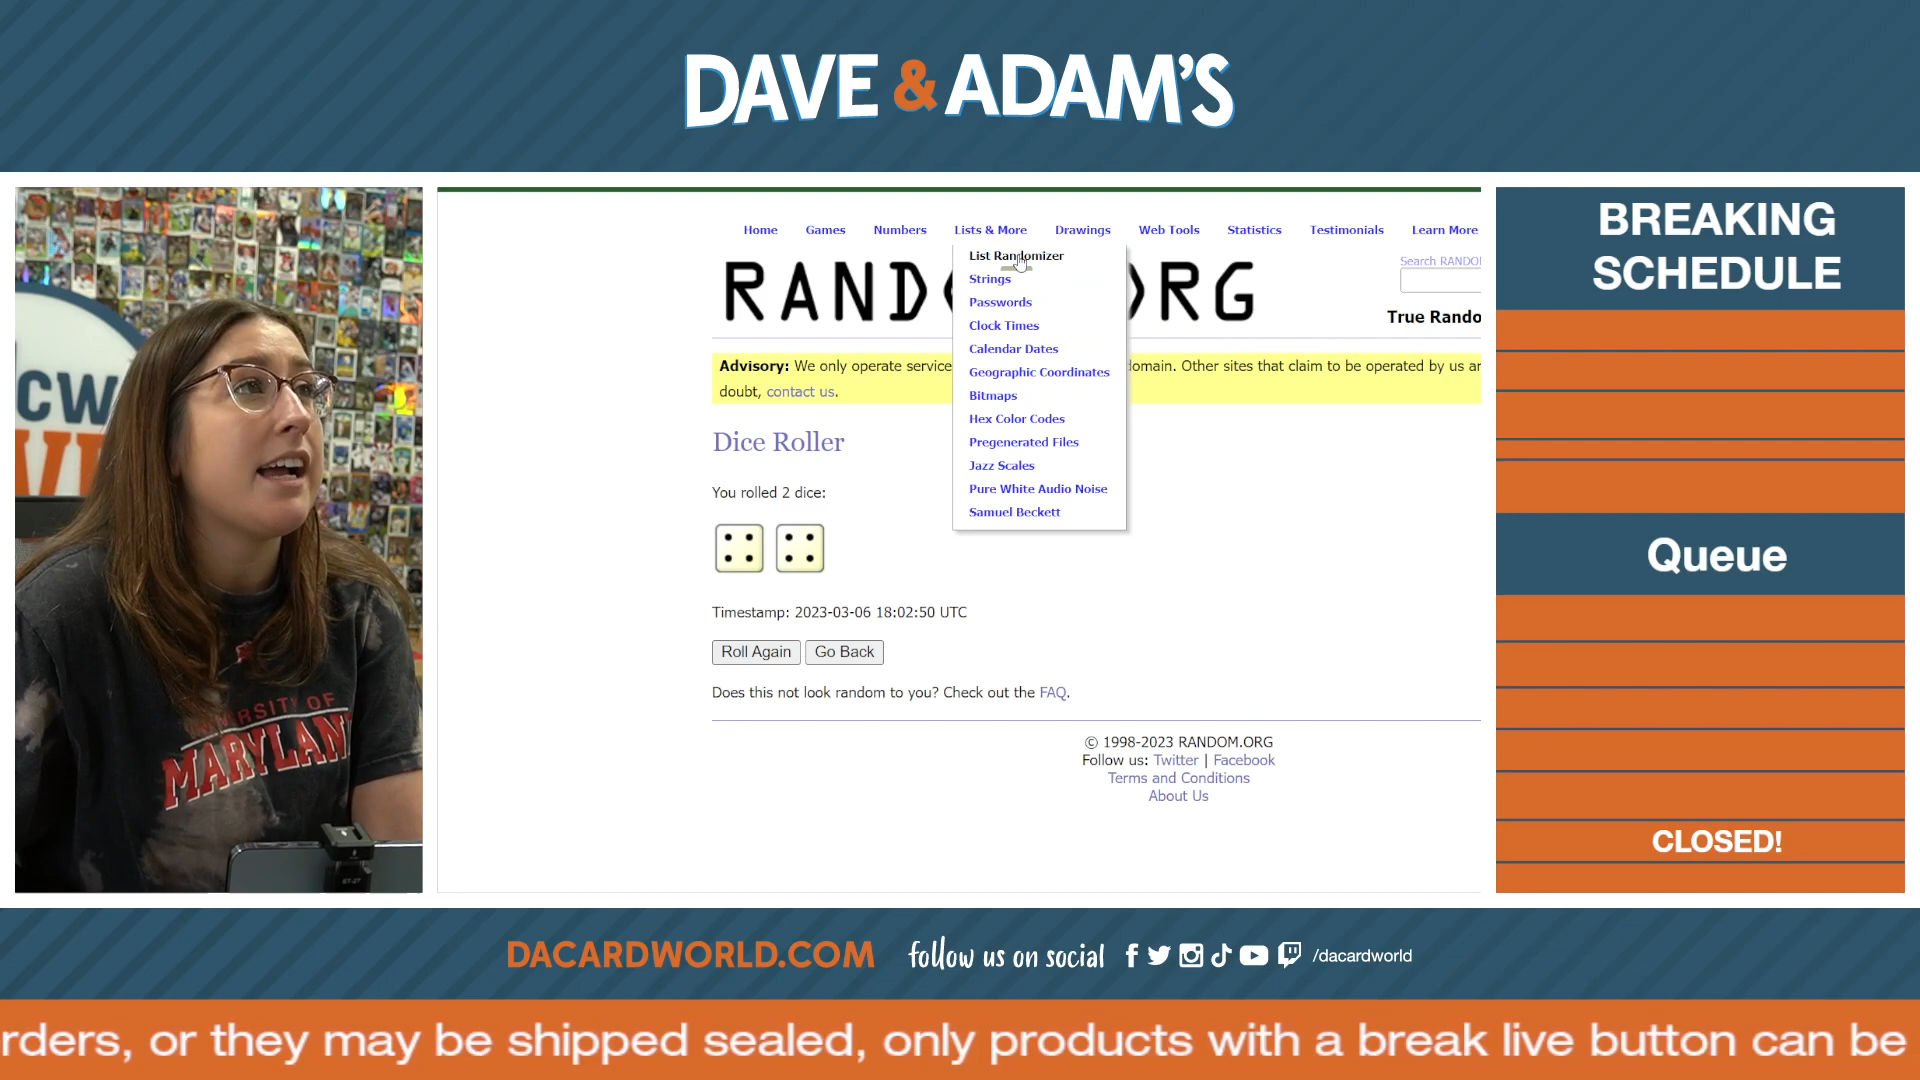 DAVE & ADAM'S
CW
UNIVERSITY OF
MARYLAN
Home Games Numbers Lists & More Drawings Web Tools Statistics Testimonials Learn More
List Randomizer
Strings
Passwords
Clock Times
Calendar Dates
Geographic Coordinates
Bitmaps
Hex Color Codes
Pregenerated Files
Jazz Scales
Pure White Audio Noise
Samuel Beckett
RAND ORG
Search RANDO
True Rando
Advisory: We only operate service domain. Other sites that claim to be operated by us ar
doubt, contact us.
Dice Roller
You rolled 2 dice:
Timestamp: 2023-03-06 18:02:50 UTC
Roll Again Go Back
Does this not look random to you? Check out the FAQ.
© 1998-2023 RANDOM.ORG
Follow us: Twitter | Facebook
Terms and Conditions
About Us
BREAKING
SCHEDULE
Queue
CLOSED!
DACARDWORLD.COM follow us on social /dacardworld
rders, or they may be shipped sealed, only products with a break live button can be